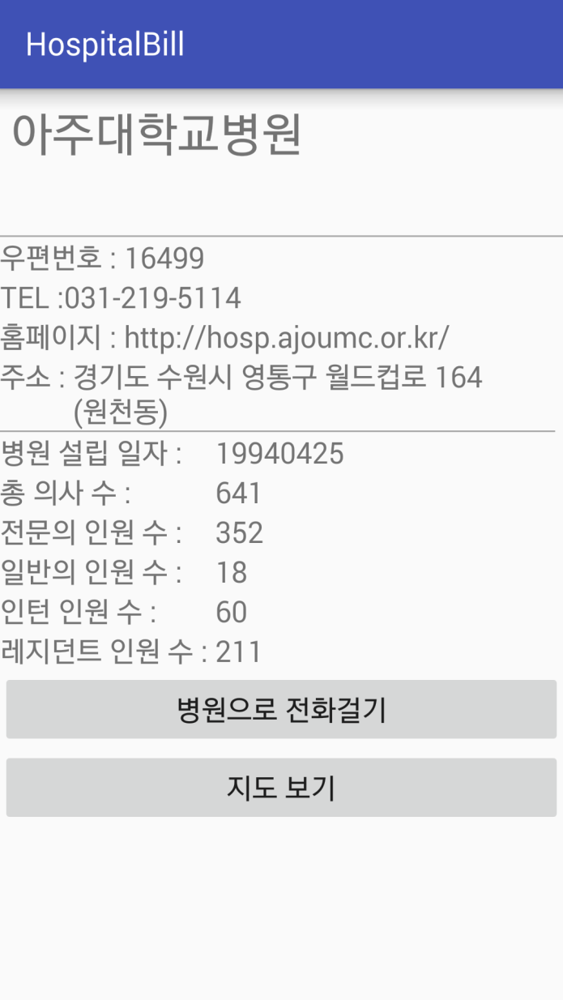 HospitalBill
아주대학교병원
우편번호 : 16499
TEL :031-219-5114
홈페이지 : http://hosp.ajoumc.or.kr/
주소 : 경기도 수원시 영통구 월드컵로 164
(원천동)
병원 설립 일자 : 19940425
총 의사 수 : 641
전문의 인원 수 : 352
일반의 인원 수 : 18
인턴 인원 수 : 60
레지던트 인원 수 : 211
병원으로 전화걸기
지도 보기